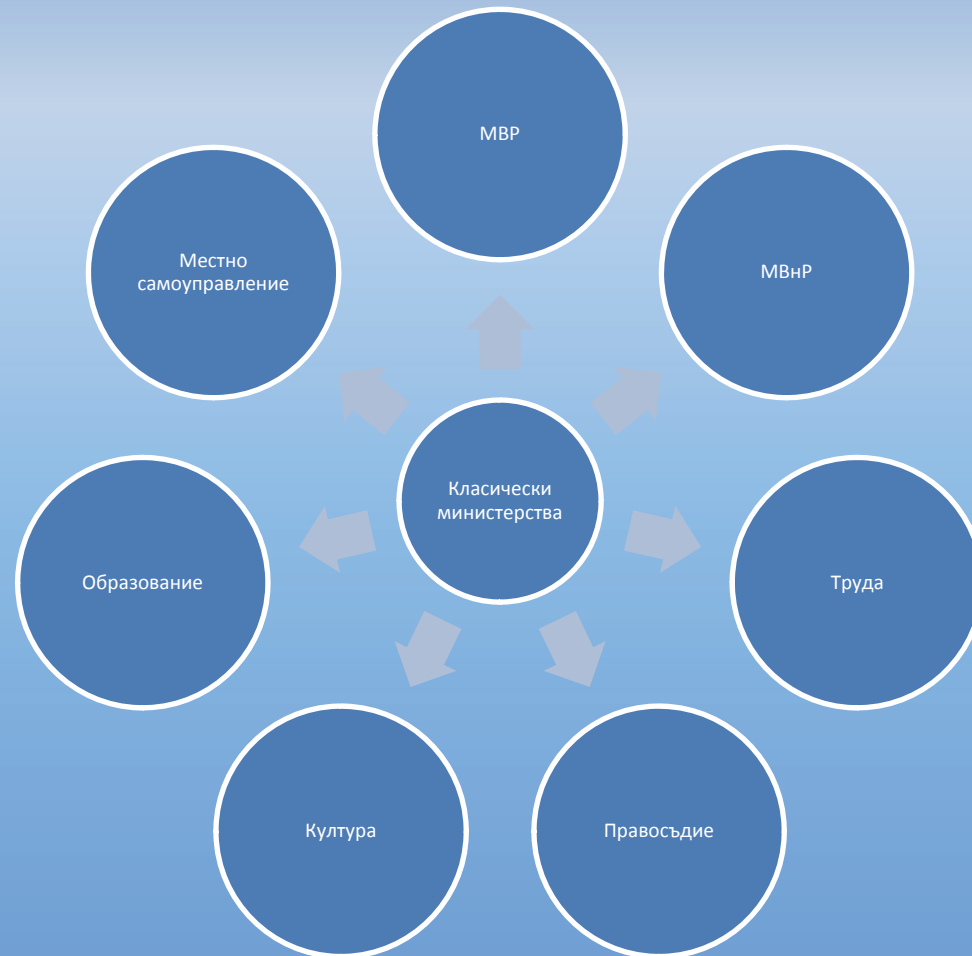 МВР
Местно
самоуправление
МВнР
Класически
министерства
Образование
Труда
Култура
Правосъдие